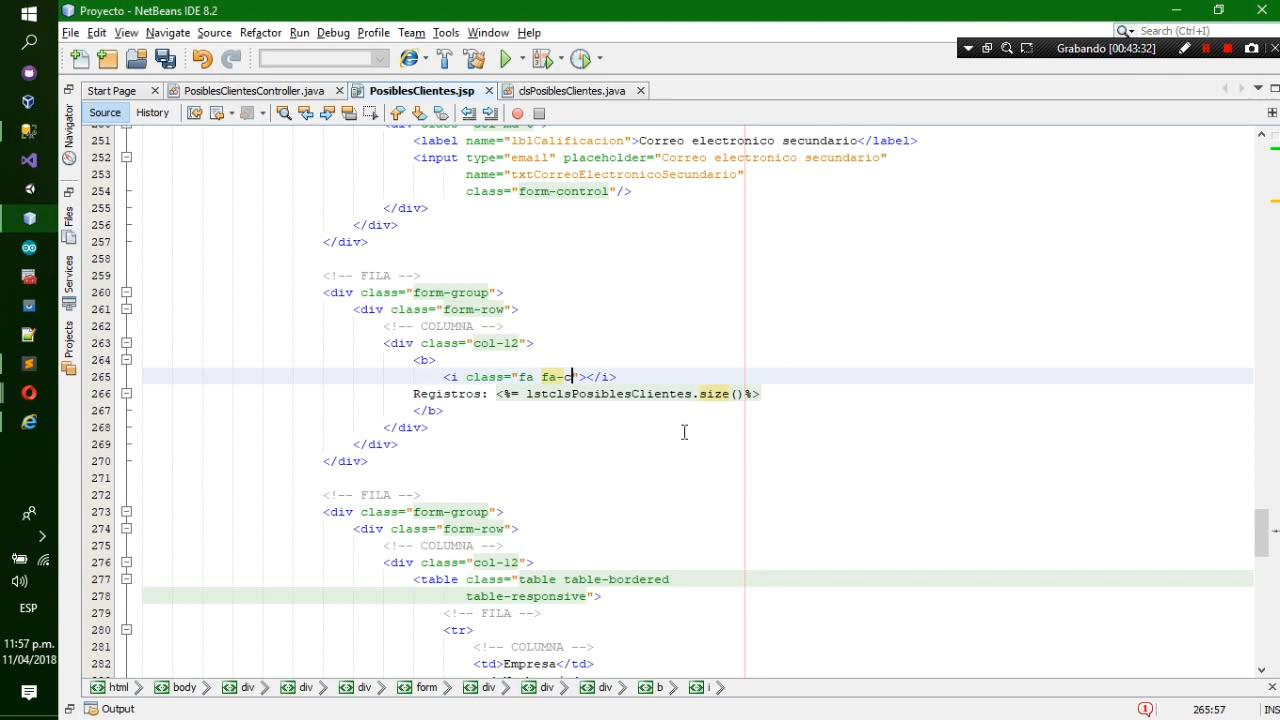 Proyecto - NetBeans IDE 8.2
File Edit View Navigate Source Refactor Run Debug Profile Team Tools Window Help
Search (Ctrl+I)
Grabando (00:43:32)
Start Page PosiblesClientesController.java PosiblesClientes.jsp clsPosiblesClientes.java
Source History
Navigator
Files
Services
Projects
251 <label name="lblCalificacion">Correo electronico secundario</label>
252 <input type="email" placeholder="Correo electronico secundario"
253 name="txtCorreoElectronicoSecundario"
254 class="form-control"/>
255 </div>
256 </div>
257 </div>
258
259 <!-- FILA -->
260 <div class="form-group">
261 <div class="form-row">
262 <!-- COLUMNA -->
263 <div class="col-12">
264 <b>
265 <i class="fa fa-c"></i>
266 Registros: <%= lstclsPosiblesClientes.size()%>
267 </b>
268 </div>
269 </div>
270 </div>
271
272 <!-- FILA -->
273 <div class="form-group">
274 <div class="form-row">
275 <!-- COLUMNA -->
276 <div class="col-12">
277 <table class="table table-bordered
278 table-responsive">
279 <!-- FILA -->
280 <tr>
281 <!-- COLUMNA -->
282 <td>Empresa</td>
html body div div div form div div div b i
Output
265:57
INS
ESP
11:57 p.m.
11/04/2018